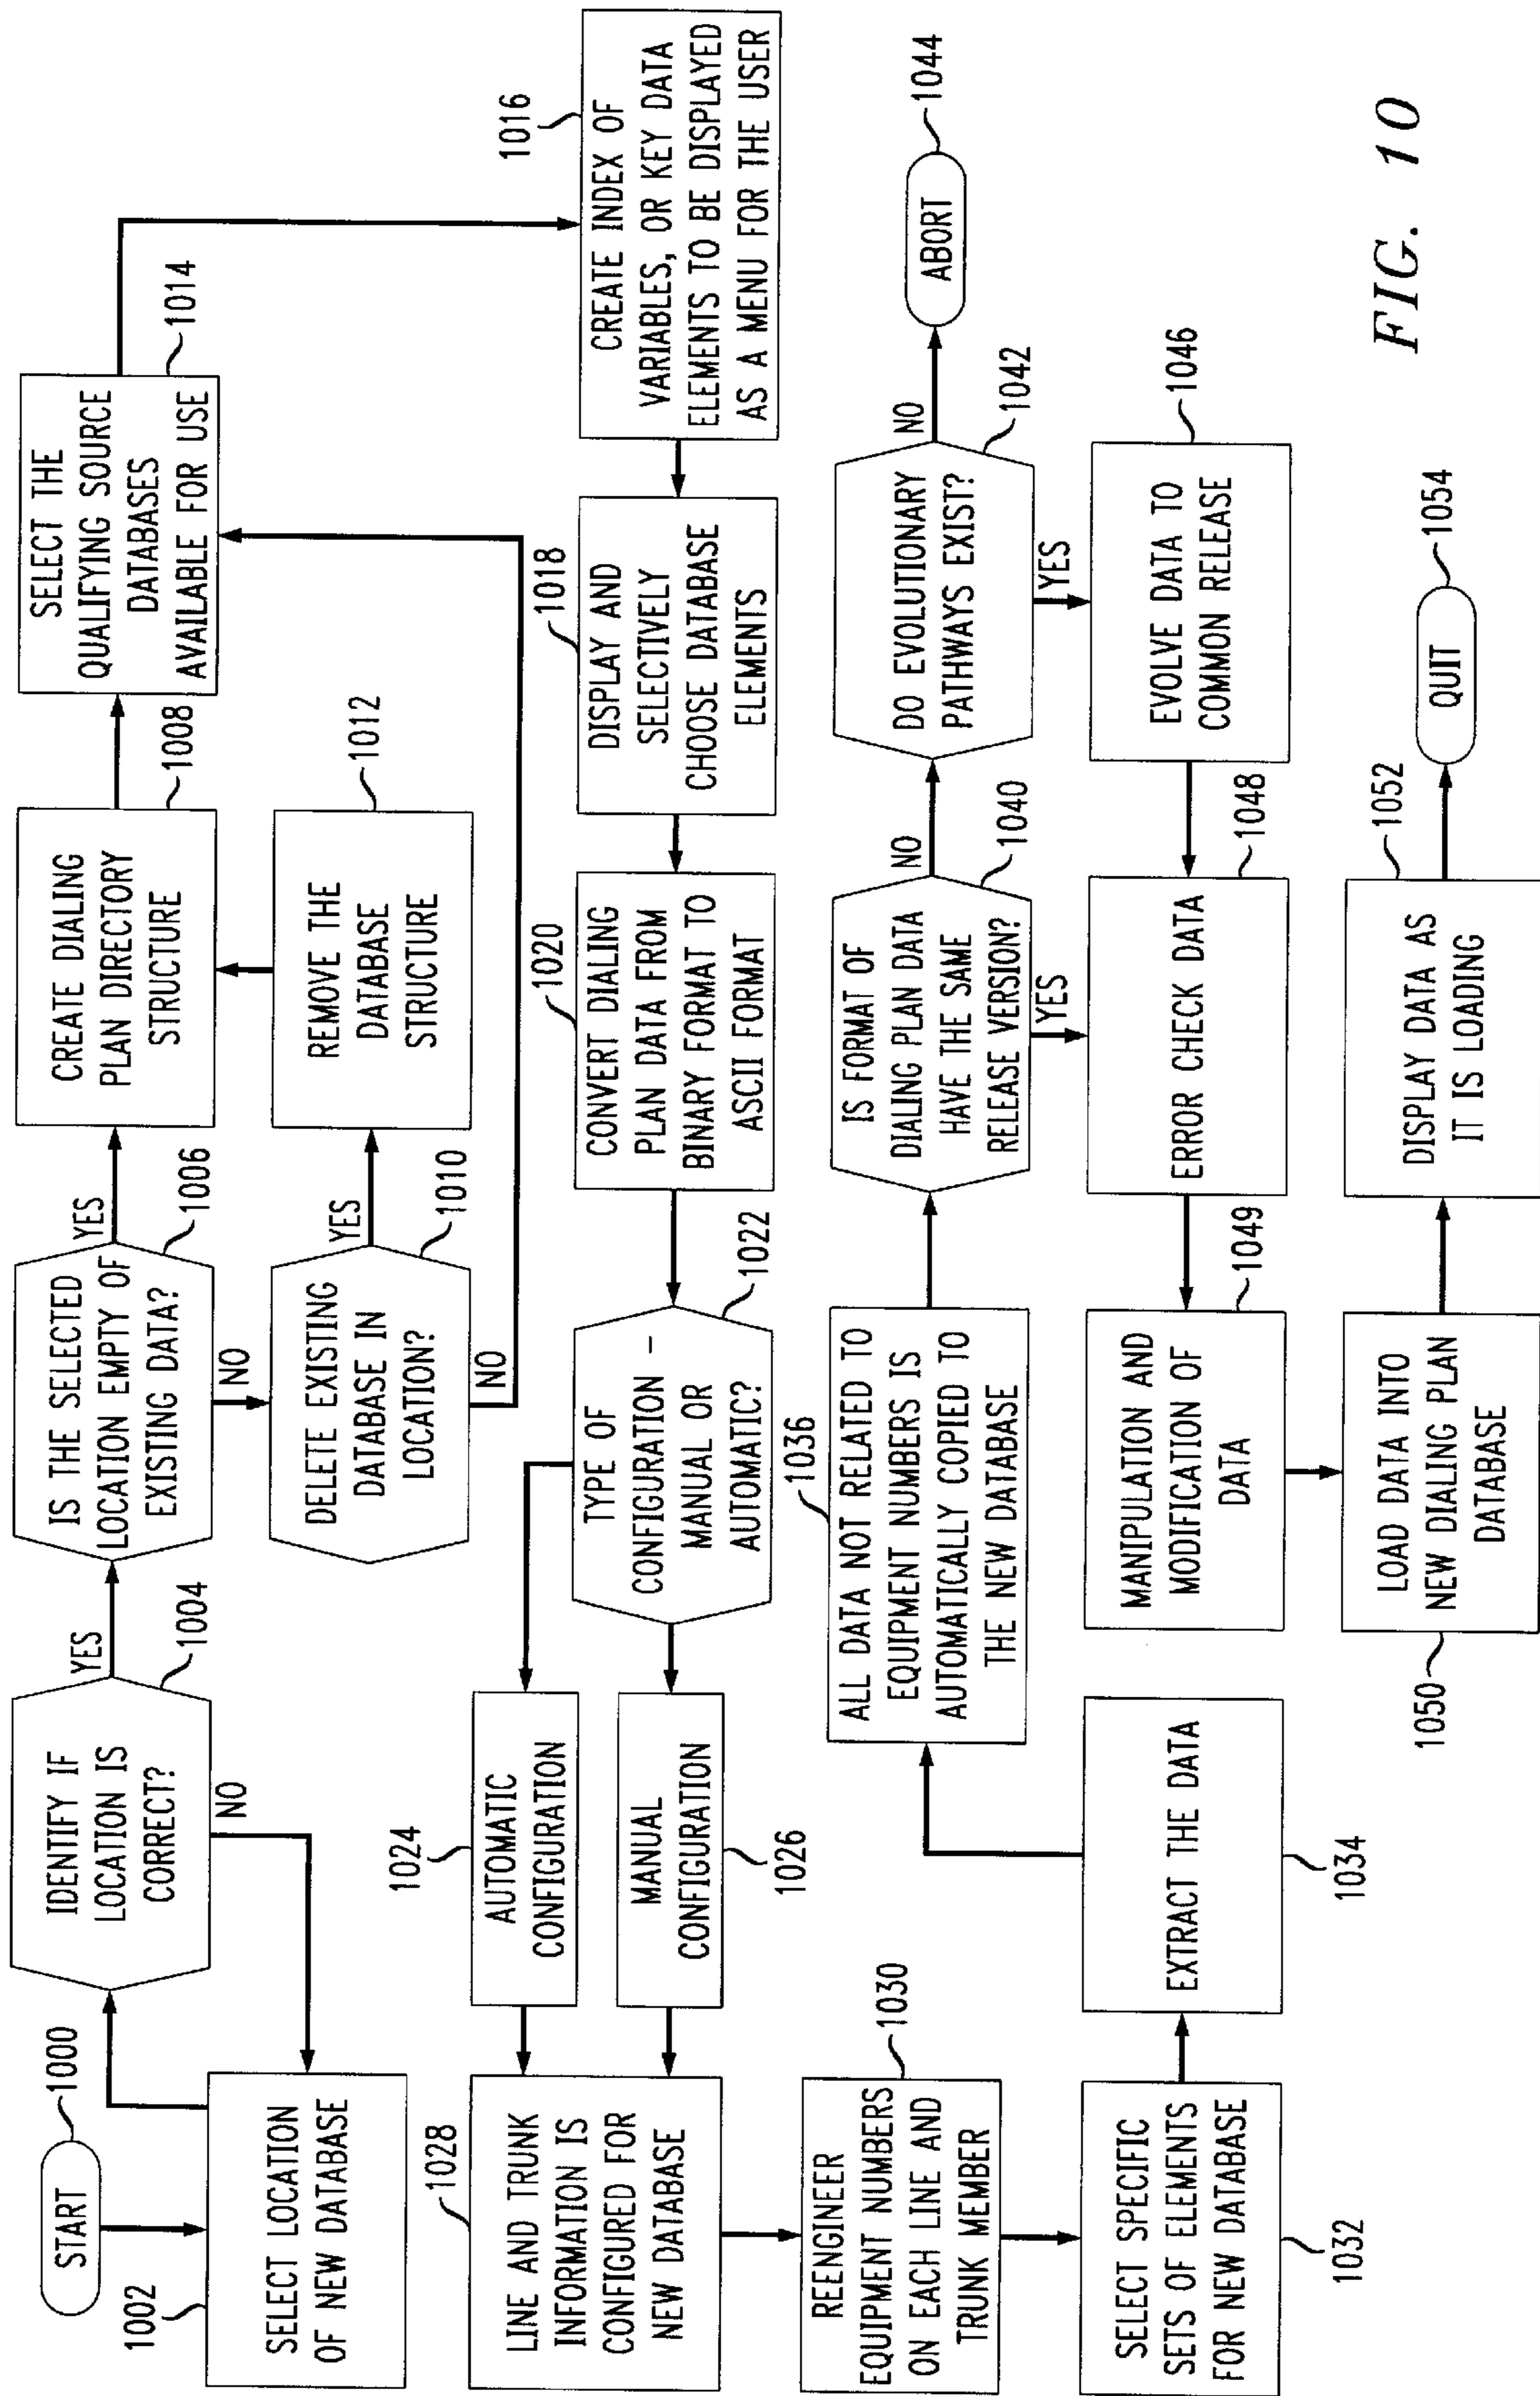 START
1000
1002
SELECT LOCATION
OF NEW DATABASE
IDENTIFY IF
LOCATION IS
CORRECT?
1004
YES
NO
IS THE SELECTED
LOCATION EMPTY OF
EXISTING DATA?
1006
YES
NO
CREATE DIALING
PLAN DIRECTORY
STRUCTURE
1008
DELETE EXISTING
DATABASE IN
LOCATION?
1010
YES
NO
REMOVE THE
DATABASE
STRUCTURE
1012
SELECT THE
QUALIFYING SOURCE
DATABASES
AVAILABLE FOR USE
1014
1016
CREATE INDEX OF
VARIABLES, OR KEY DATA
ELEMENTS TO BE DISPLAYED
AS A MENU FOR THE USER
1018
DISPLAY AND
SELECTIVELY
CHOOSE DATABASE
ELEMENTS
1020
CONVERT DIALING
PLAN DATA FROM
BINARY FORMAT TO
ASCII FORMAT
TYPE OF
CONFIGURATION –
MANUAL OR
AUTOMATIC?
1022
1024
AUTOMATIC
CONFIGURATION
MANUAL
CONFIGURATION
1026
1028
LINE AND TRUNK
INFORMATION IS
CONFIGURED FOR
NEW DATABASE
REENGINEER
EQUIPMENT NUMBERS
ON EACH LINE AND
TRUNK MEMBER
1030
SELECT SPECIFIC
SETS OF ELEMENTS
FOR NEW DATABASE
1032
EXTRACT THE DATA
1034
1036
ALL DATA NOT RELATED TO
EQUIPMENT NUMBERS IS
AUTOMATICALLY COPIED TO
THE NEW DATABASE
IS FORMAT OF
DIALING PLAN DATA
HAVE THE SAME
RELEASE VERSION?
1040
NO
YES
DO EVOLUTIONARY
PATHWAYS EXIST?
1042
NO
YES
ABORT
1044
EVOLVE DATA TO
COMMON RELEASE
1046
ERROR CHECK DATA
1048
MANIPULATION AND
MODIFICATION OF
DATA
1049
LOAD DATA INTO
NEW DIALING PLAN
DATABASE
1050
DISPLAY DATA AS
IT IS LOADING
1052
QUIT
1054
FIG. 10